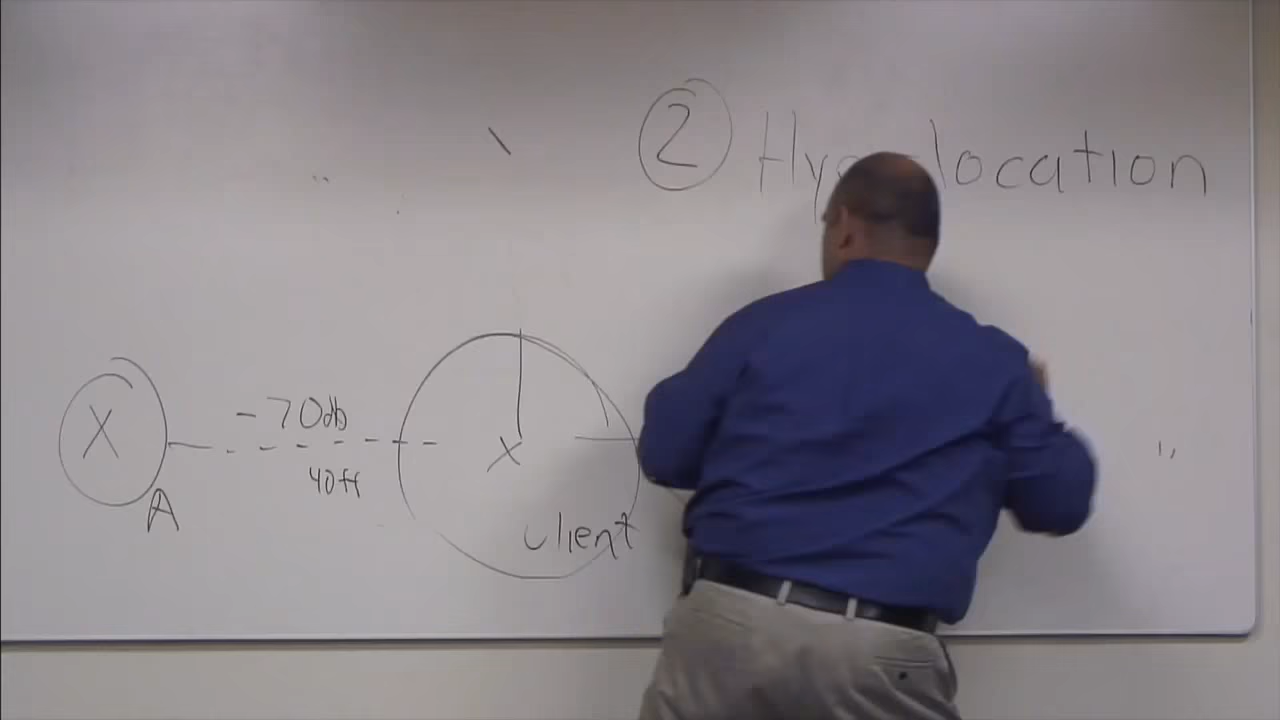 ② Hy location
X -70db X
40ft
A
client